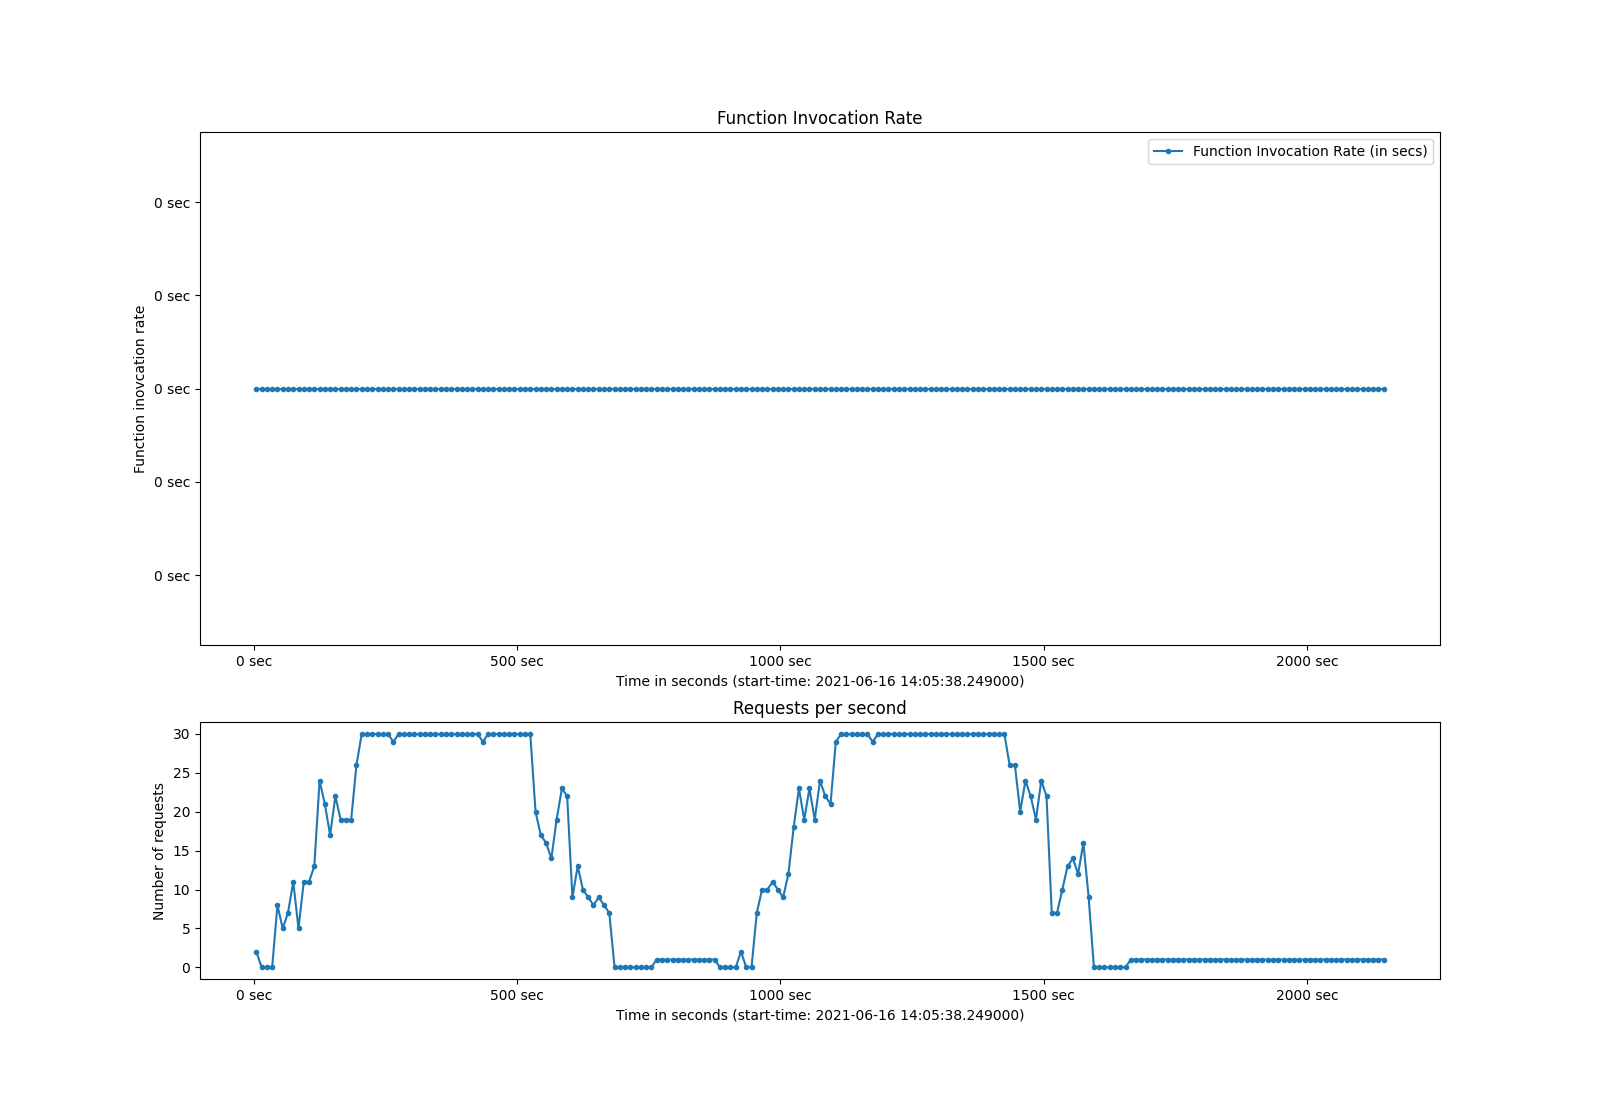 Function Invocation Rate
Function Invocation Rate (in secs)
0 sec
0 sec
0 sec
0 sec
0 sec
Function inovcation rate
0 sec 500 sec 1000 sec 1500 sec 2000 sec
Time in seconds (start-time: 2021-06-16 14:05:38.249000)
Requests per second
30
25
20
15
10
5
0
Number of requests
0 sec 500 sec 1000 sec 1500 sec 2000 sec
Time in seconds (start-time: 2021-06-16 14:05:38.249000)